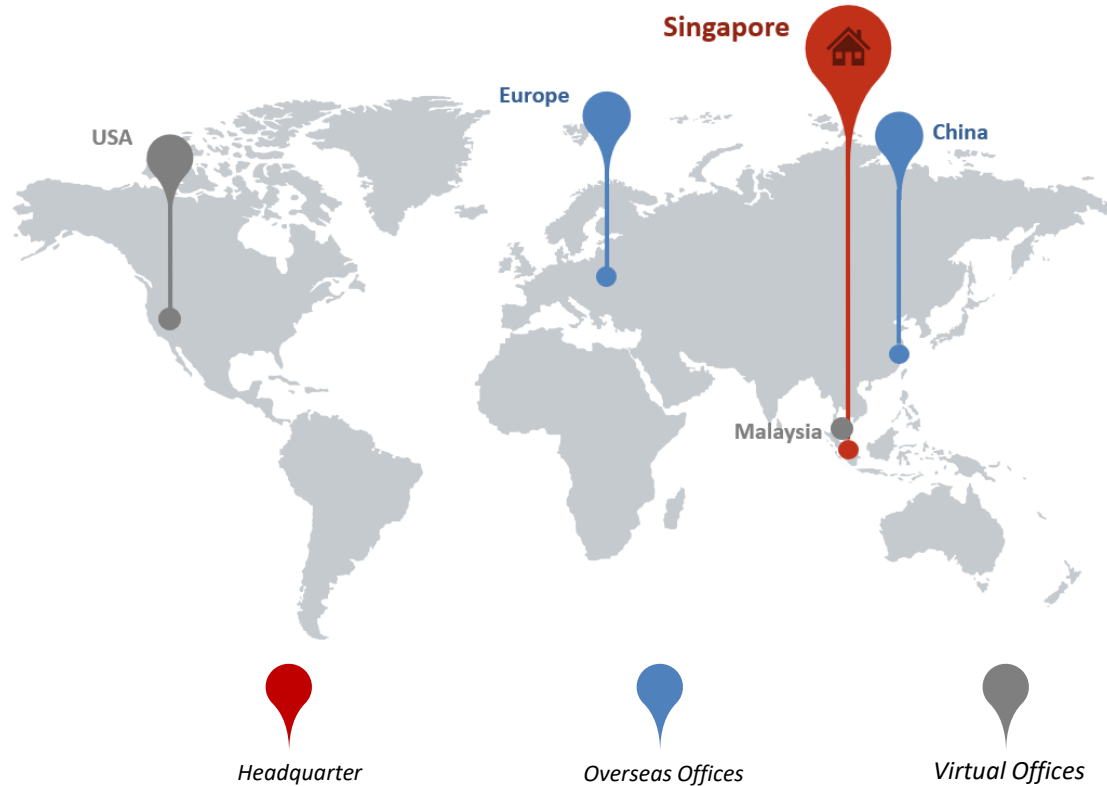 Singapore
Europe
USA
China
Malaysia
Headquarter
Overseas Offices
Virtual Offices